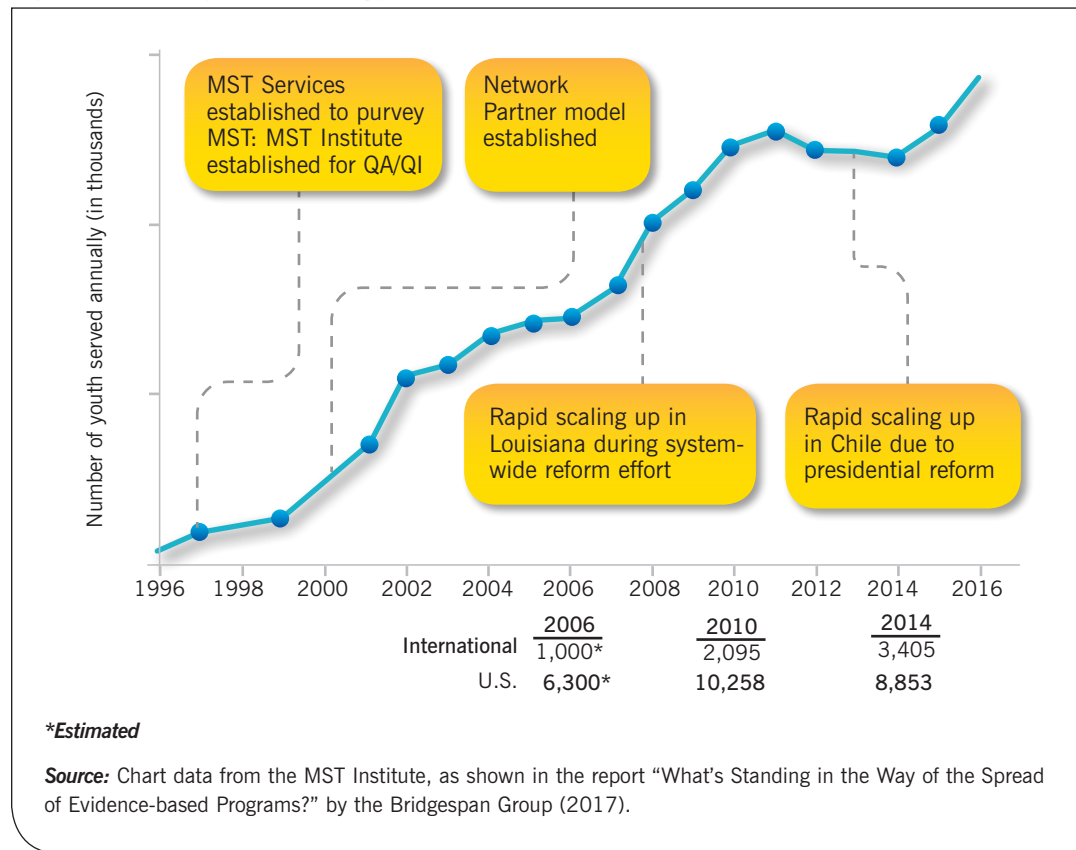 MST Services
established to purvey
MST: MST Institute
established for QA/QI
Network
Partner model
established
Number of youth served annually (in thousands)
Rapid scaling up in
Louisiana during system-
wide reform effort
Rapid scaling up
in Chile due to
presidential reform
1996 1998 2000 2002 2004 2006 2008 2010 2012 2014 2016
2006 2010 2014
International 1,000* 2,095 3,405
U.S. 6,300* 10,258 8,853
*Estimated
Source: Chart data from the MST Institute, as shown in the report “What’s Standing in the Way of the Spread
of Evidence-based Programs?” by the Bridgespan Group (2017).